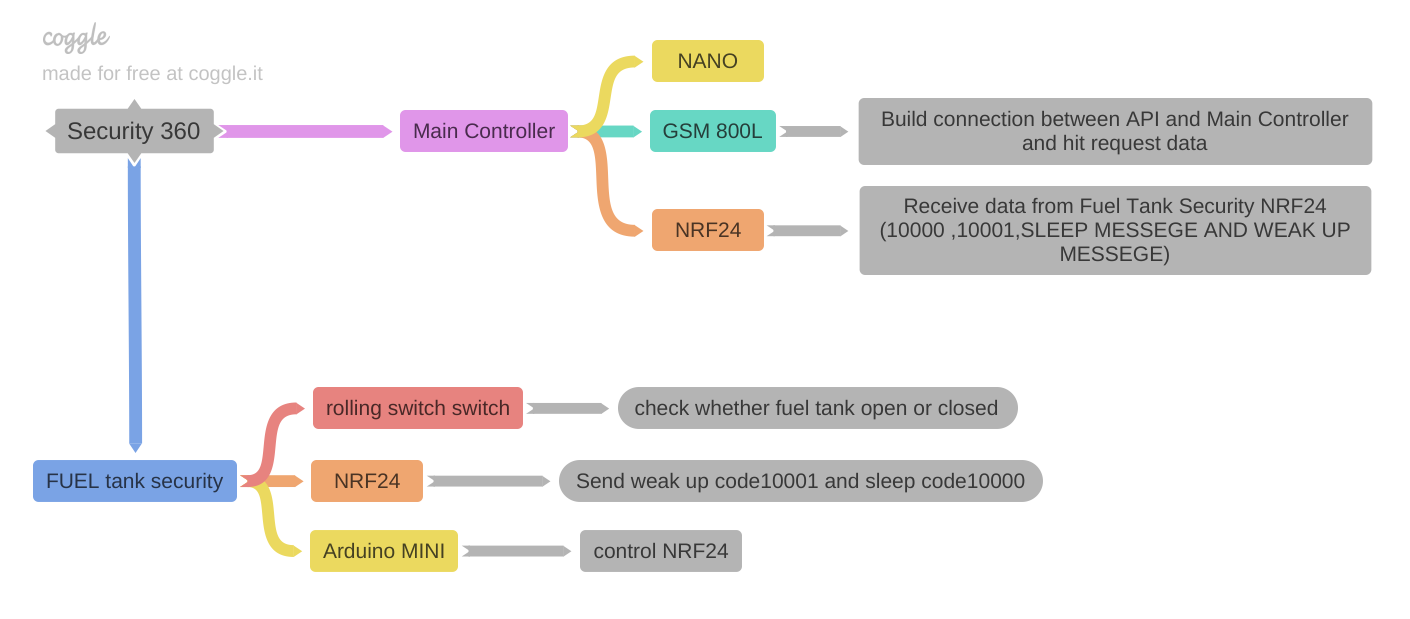 coggle
made for free at coggle.it
Security 360
Main Controller
NANO
GSM 800L
Build connection between API and Main Controller
and hit request data
NRF24
Receive data from Fuel Tank Security NRF24
(10000 ,10001,SLEEP MESSEGE AND WEAK UP
MESSEGE)
FUEL tank security
rolling switch switch
check whether fuel tank open or closed
NRF24
Send weak up code10001 and sleep code10000
Arduino MINI
control NRF24